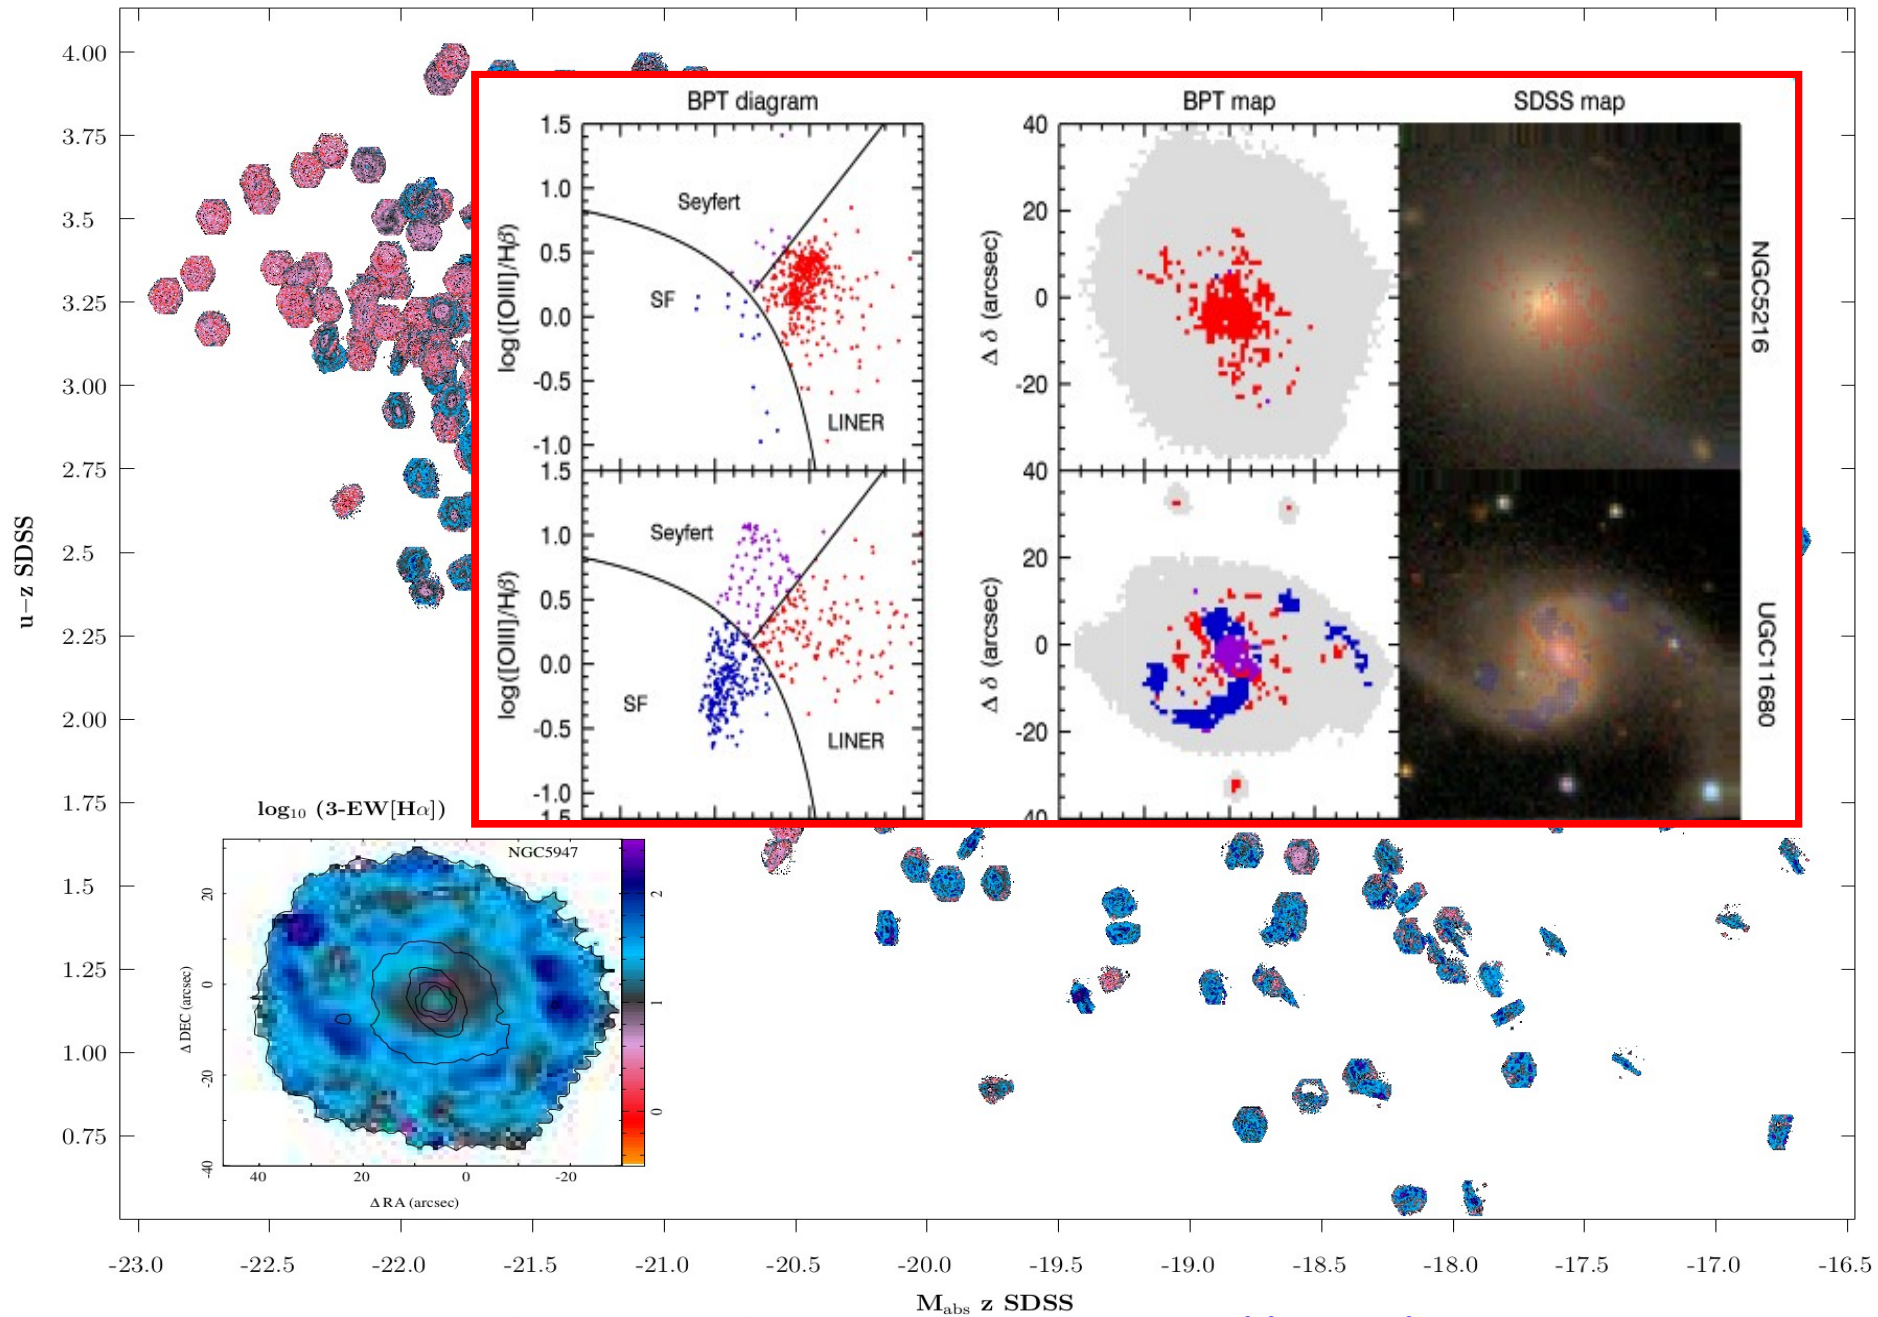 BPT diagram
BPT map
SDSS map
4.00
3.75
3.5
3.25
3.00
2.75
2.5
2.25
2.00
1.75
1.5
1.25
1.00
0.75
u−z SDSS
1.5
1.0
0.5
0.0
-0.5
-1.0
log([OIII]/Hβ)
Seyfert
SF
LINER
40
20
0
-20
Δ δ (arcsec)
NGC5216
1.5
1.0
0.5
0.0
-0.5
-1.0
log([OIII]/Hβ)
Seyfert
SF
LINER
40
20
0
-20
Δ δ (arcsec)
UGC11680
log₁₀ (3-EW[Hα])
NGC5947
20
0
-20
-40
Δ DEC (arcsec)
2
1
0
40
20
0
-20
Δ RA (arcsec)
-23.0
-22.5
-22.0
-21.5
-21.0
-20.5
-20.0
-19.5
-19.0
-18.5
-18.0
-17.5
-17.0
-16.5
M_abs z SDSS